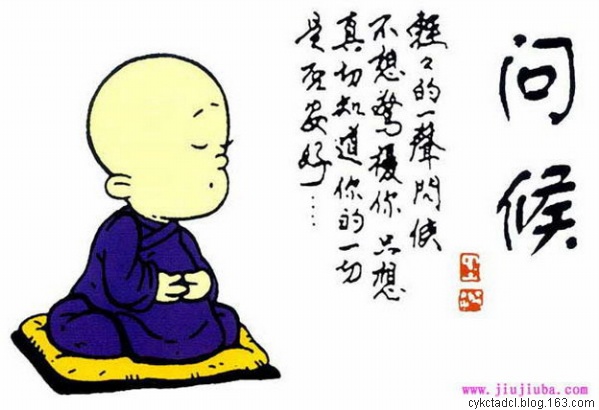 问候
轻々的一聲問候
不想驚擾你只想
真切知道你的一切
是否安好……
www.jiujiuba.com
cykctadcl.blog.163.com